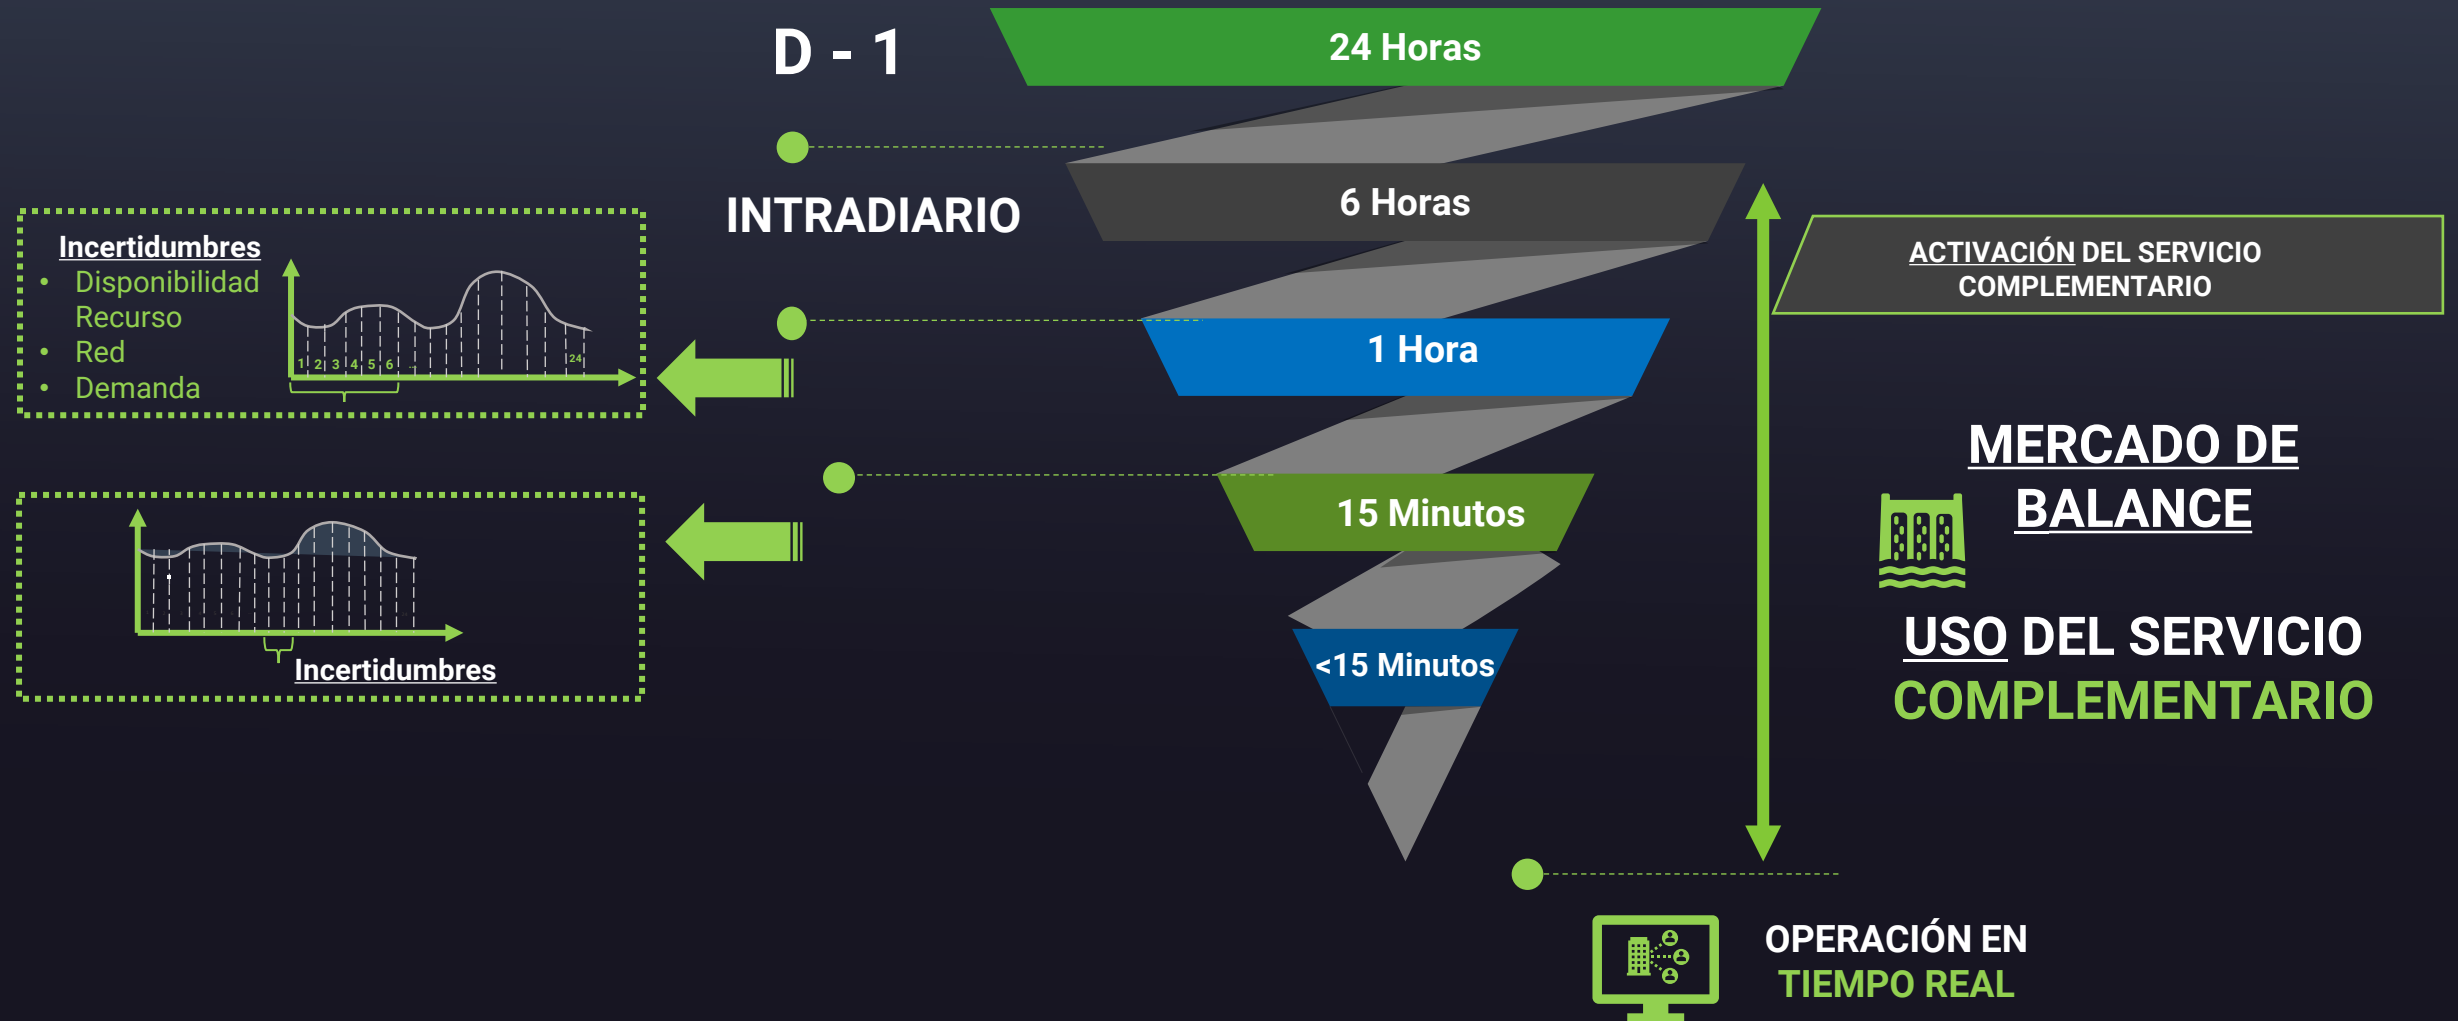 D - 1
24 Horas
INTRADIARIO
6 Horas
1 Hora
15 Minutos
<15 Minutos
Incertidumbres
• Disponibilidad
Recurso
• Red
• Demanda
1 2 3 4 5 6 ... 24
Incertidumbres
ACTIVACIÓN DEL SERVICIO
COMPLEMENTARIO
MERCADO DE
BALANCE
USO DEL SERVICIO
COMPLEMENTARIO
OPERACIÓN EN
TIEMPO REAL